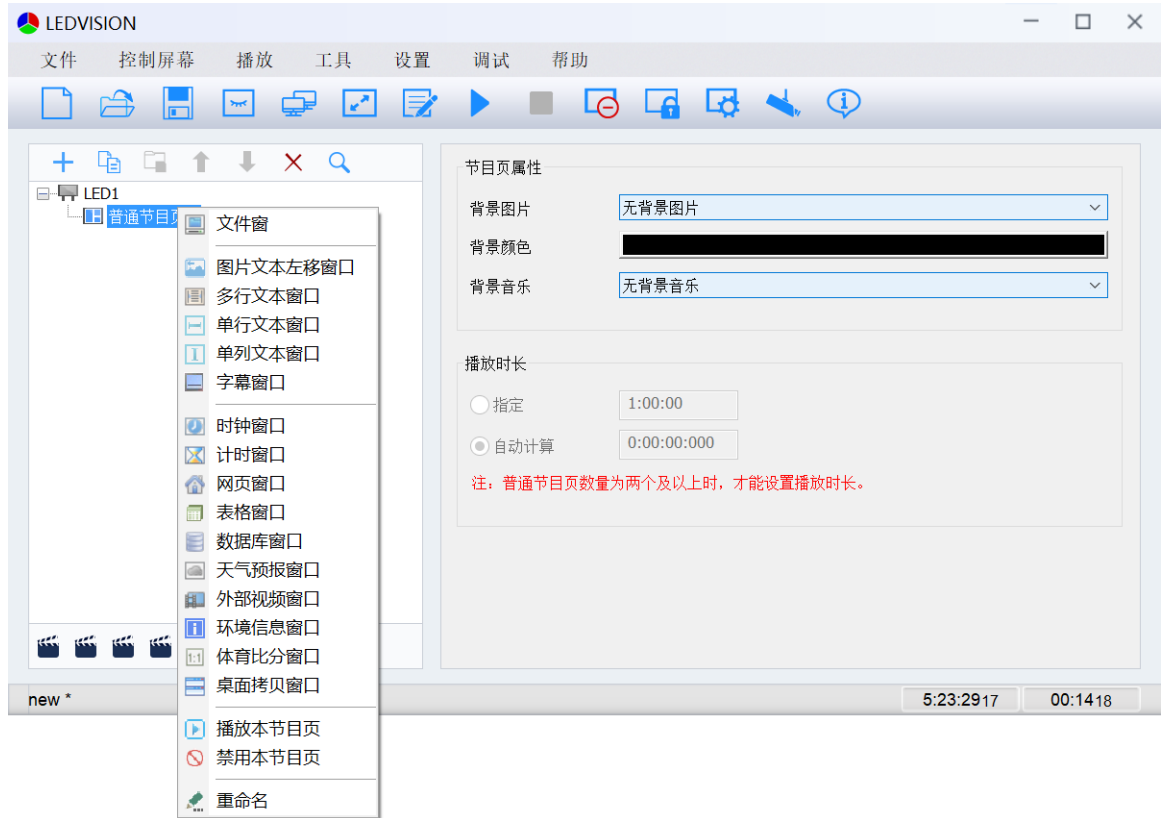 LEDVISION
文件 控制屏幕 播放 工具 设置 调试 帮助
LED1
普通节目页
文件窗
图片文本左移窗口
多行文本窗口
单行文本窗口
单列文本窗口
字幕窗口
时钟窗口
计时窗口
网页窗口
表格窗口
数据库窗口
天气预报窗口
外部视频窗口
环境信息窗口
1:1
体育比分窗口
桌面拷贝窗口
播放本节目页
禁用本节目页
重命名
节目页属性
背景图片 无背景图片
背景颜色
背景音乐 无背景音乐
播放时长
指定 1:00:00
自动计算 0:00:00:000
注：普通节目页数量为两个及以上时，才能设置播放时长。
new * 5:23:2917 00:1418